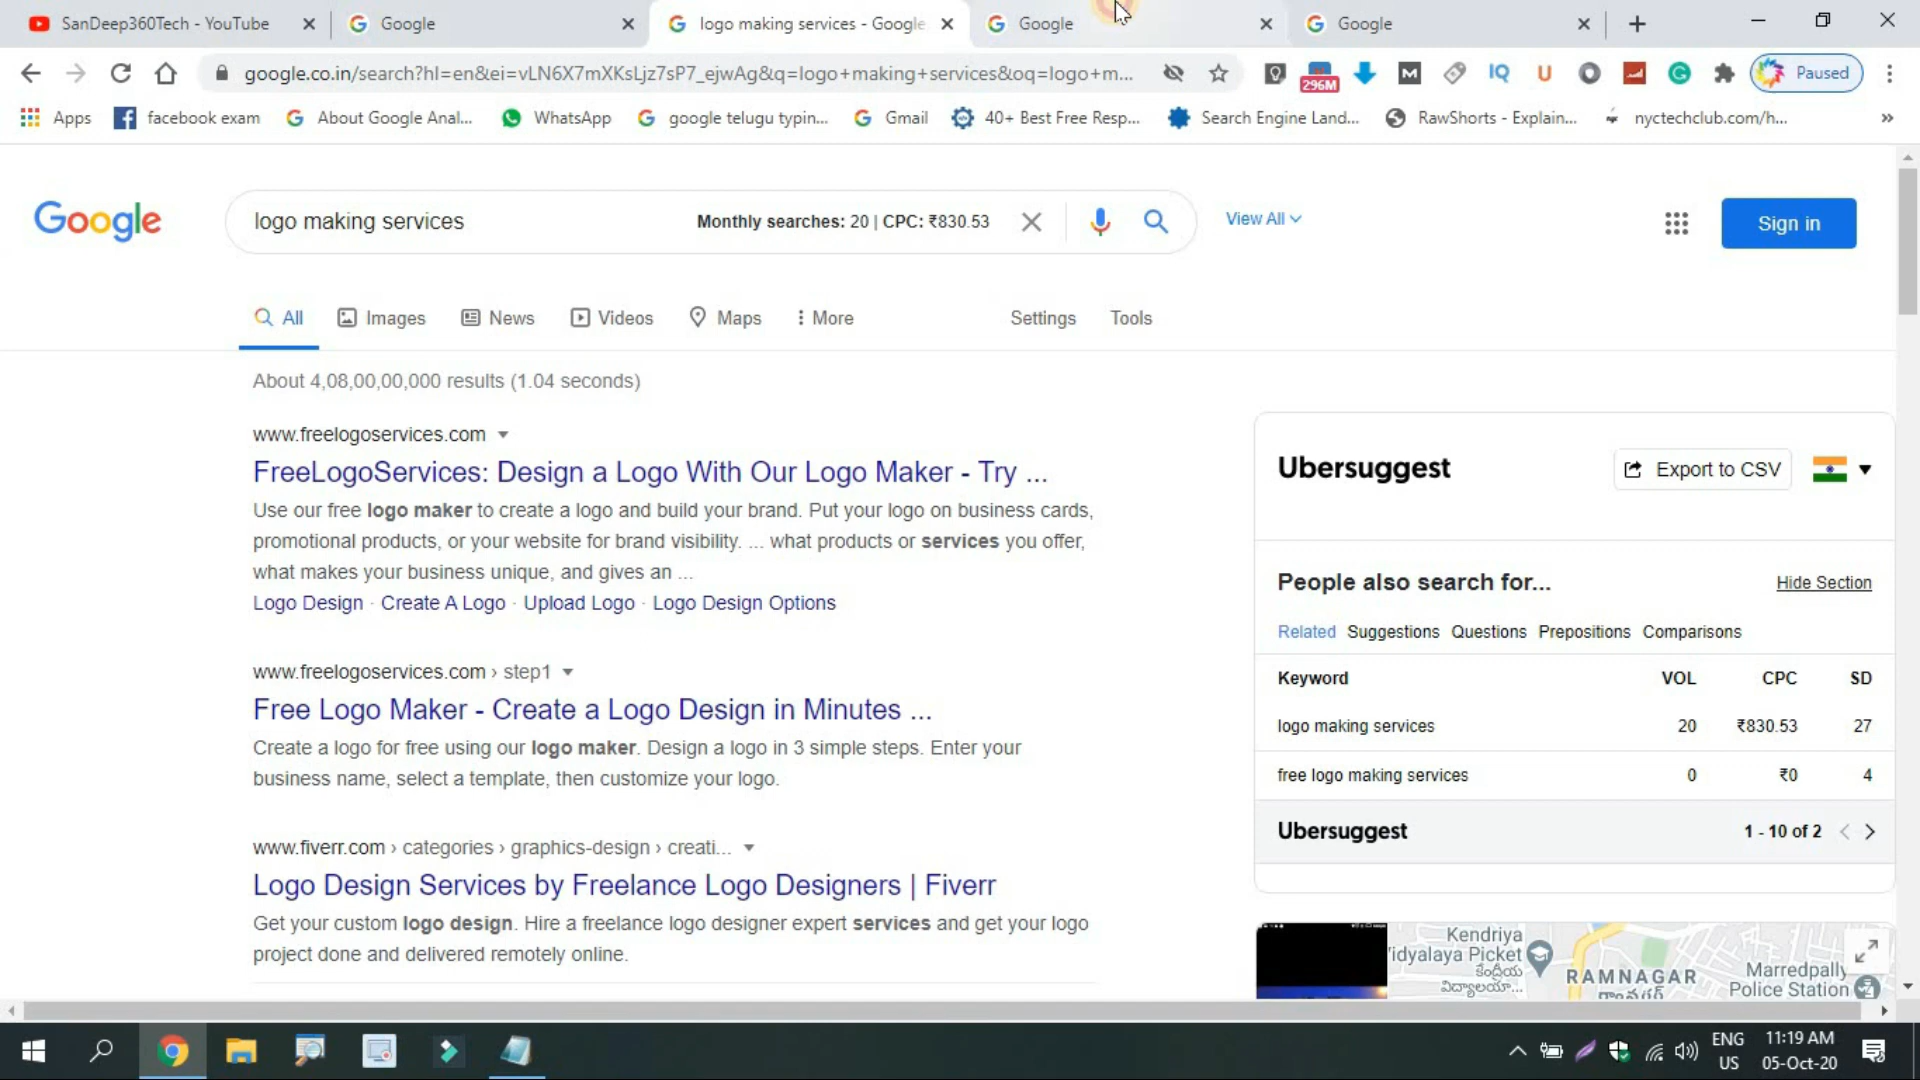 SanDeep360Tech - YouTube
Google
logo making services - Google
Google
Google
google.co.in/search?hl=en&ei=vLN6X7mXKsLjz7sP7_ejwAg&q=logo+making+services&oq=logo+m...
296M
M
IQ
U
Paused
Apps
facebook exam
About Google Anal...
WhatsApp
google telugu typin...
Gmail
40+ Best Free Resp...
Search Engine Land...
RawShorts - Explain...
nyctechclub.com/h...
»
Google
logo making services
Monthly searches: 20 | CPC: ₹830.53
View All
Sign in
All
Images
News
Videos
Maps
More
Settings
Tools
About 4,08,00,00,000 results (1.04 seconds)
www.freelogoservices.com
FreeLogoServices: Design a Logo With Our Logo Maker - Try ...
Use our free logo maker to create a logo and build your brand. Put your logo on business cards,
promotional products, or your website for brand visibility. ... what products or services you offer,
what makes your business unique, and gives an ...
Logo Design · Create A Logo · Upload Logo · Logo Design Options
www.freelogoservices.com › step1
Free Logo Maker - Create a Logo Design in Minutes ...
Create a logo for free using our logo maker. Design a logo in 3 simple steps. Enter your
business name, select a template, then customize your logo.
www.fiverr.com › categories › graphics-design › creati...
Logo Design Services by Freelance Logo Designers | Fiverr
Get your custom logo design. Hire a freelance logo designer expert services and get your logo
project done and delivered remotely online.
Ubersuggest
Export to CSV
People also search for...
Hide Section
Related Suggestions Questions Prepositions Comparisons
Keyword VOL CPC SD
logo making services 20 ₹830.53 27
free logo making services 0 ₹0 4
Ubersuggest
1 - 10 of 2
Kendriya
idyalaya Picket
కేంద్రీయ
విద్యాలయా...
RAMNAGAR
Marredpally
Police Station
ENG
US
11:19 AM
05-Oct-20